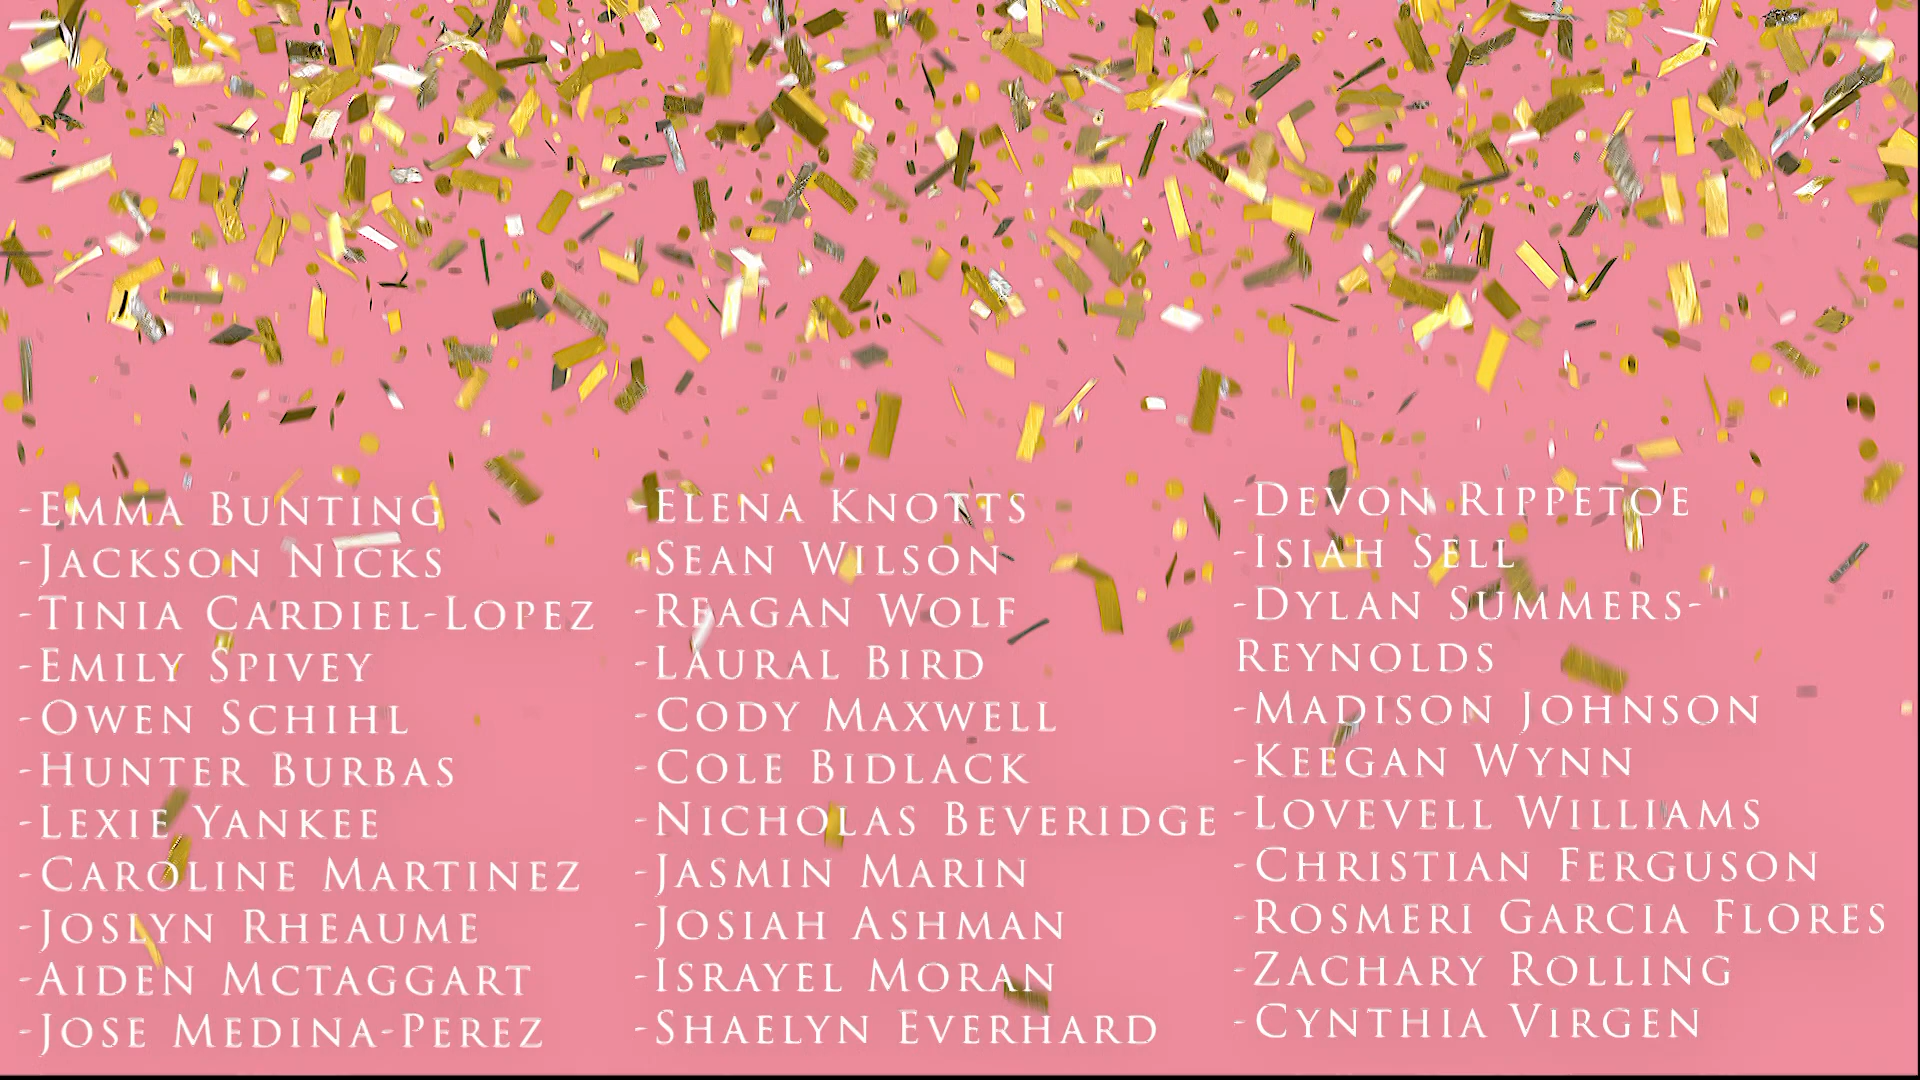 -Emma Bunting
-Jackson Nicks
-Tinia Cardiel-Lopez
-Emily Spivey
-Owen Schihl
-Hunter Burbas
-Lexie Yankee
-Caroline Martinez
-Joslyn Rheaume
-Aiden Mctaggart
-Jose Medina-Perez
-Elena Knotts
-Sean Wilson
-Reagan Wolf
-Laural Bird
-Cody Maxwell
-Cole Bidlack
-Nicholas Beveridge
-Jasmin Marin
-Josiah Ashman
-Israyel Moran
-Shaelyn Everhard
-Devon Rippetoe
-Isiah Sell
-Dylan Summers-
Reynolds
-Madison Johnson
-Keegan Wynn
-Lovevell Williams
-Christian Ferguson
-Rosmeri Garcia Flores
-Zachary Rolling
-Cynthia Virgen